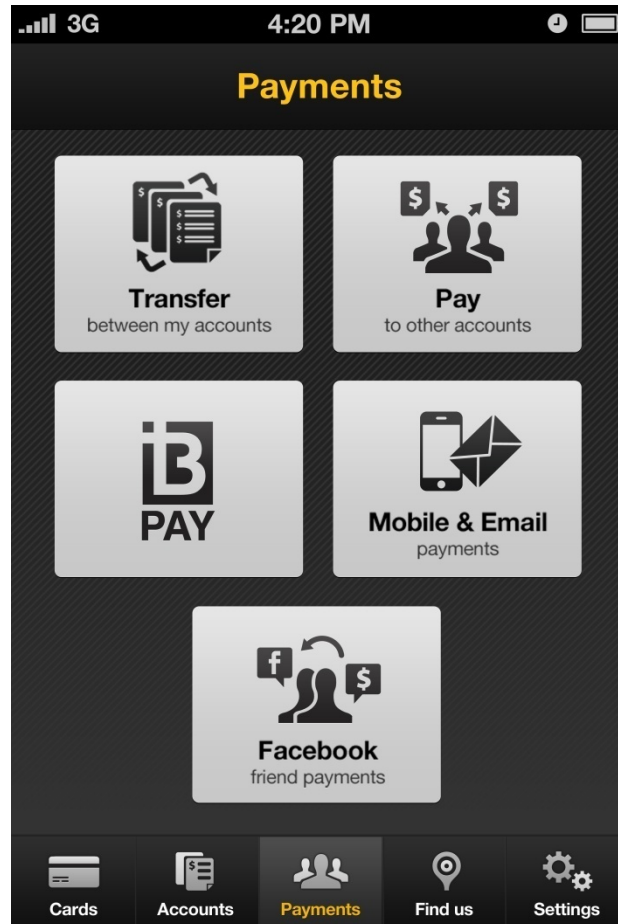 3G 4:20 PM
Payments
Transfer
between my accounts
Pay
to other accounts
B
PAY
Mobile & Email
payments
Facebook
friend payments
Cards Accounts Payments Find us Settings